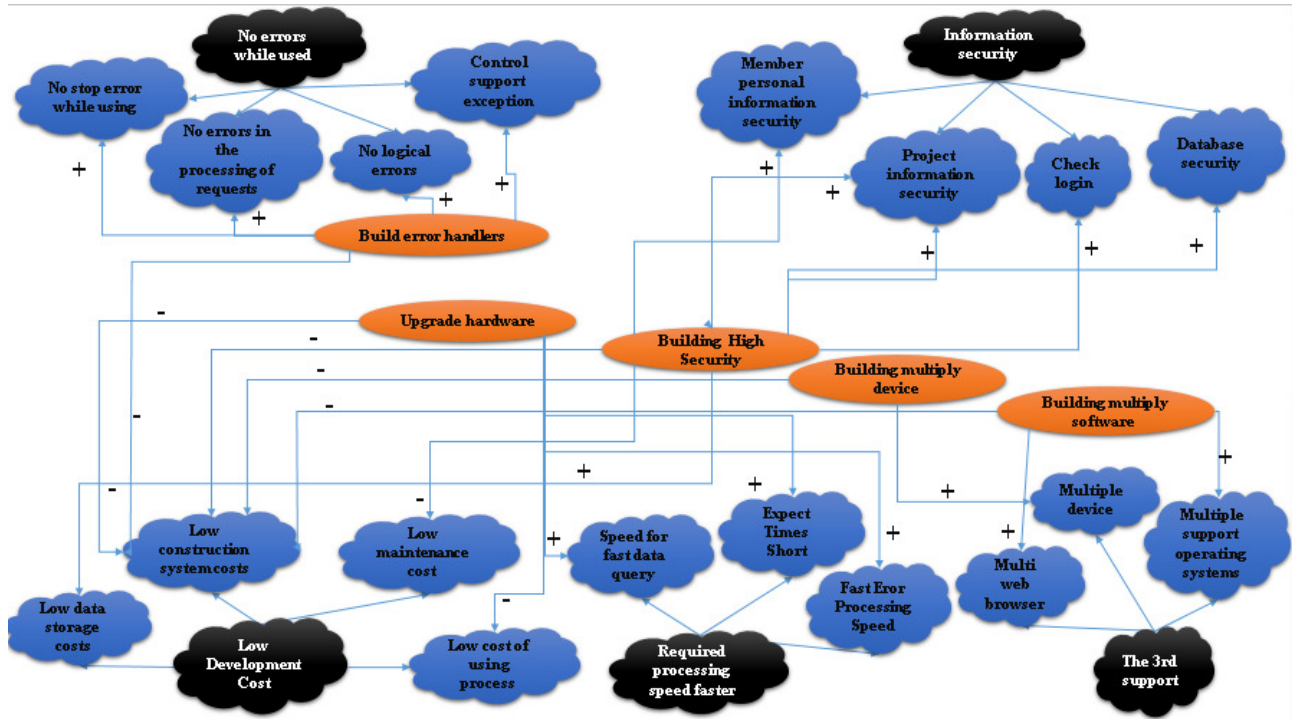 No errors
while used
Information
security
No stop error
while using
Control
support
exception
Member
personal
information
security
No errors in
the
processing of
requests
No logical
errors
Project
information
security
Check
login
Database
security
+
+
+
+
+
+
+
+
+
Build error handlers
Upgrade hardware
Building High
Security
Building multiply
device
Building multiply
software
-
-
-
-
-
-
-
-
+
+
+
+
+
+
+
-
Low
construction
system costs
Low
maintenance
cost
Speed for
fast data
query
Expect
Times
Short
Fast Eror
Processing
Speed
Multiple
device
Multi
web
browser
Multiple
support
operating
systems
Low data
storage
costs
Low
Development
Cost
Low cost of
using
process
Required
processing
speed faster
The 3rd
support